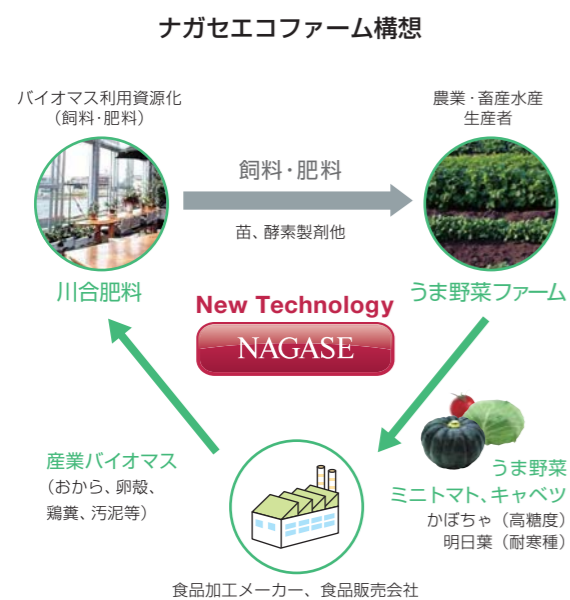 ナガセエコファーム構想
バイオマス利用資源化
（飼料・肥料）
農業・畜産水産
生産者
飼料・肥料
苗、酵素製剤他
川合肥料
うま野菜ファーム
New Technology
NAGASE
産業バイオマス
（おから、卵殻、
鶏糞、汚泥等）
うま野菜
ミニトマト、キャベツ
かぼちゃ（高糖度）
明日葉（耐寒種）
食品加工メーカー、食品販売会社